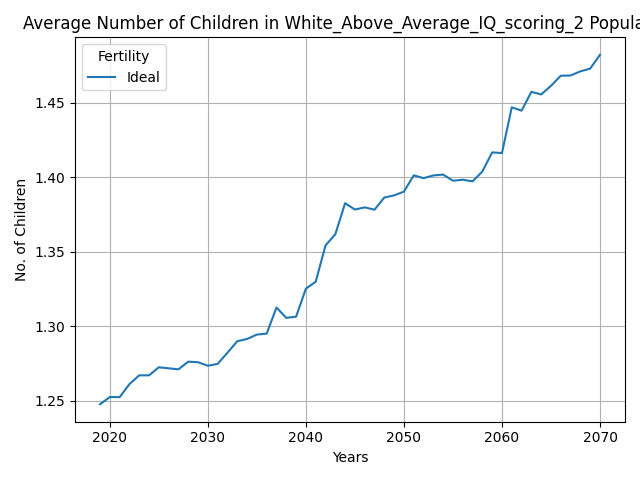 Average Number of Children in White_Above_Average_IQ_scoring_2 Popula
Fertility
Ideal
No. of Children
1.45
1.40
1.35
1.30
1.25
2020 2030 2040 2050 2060 2070
Years